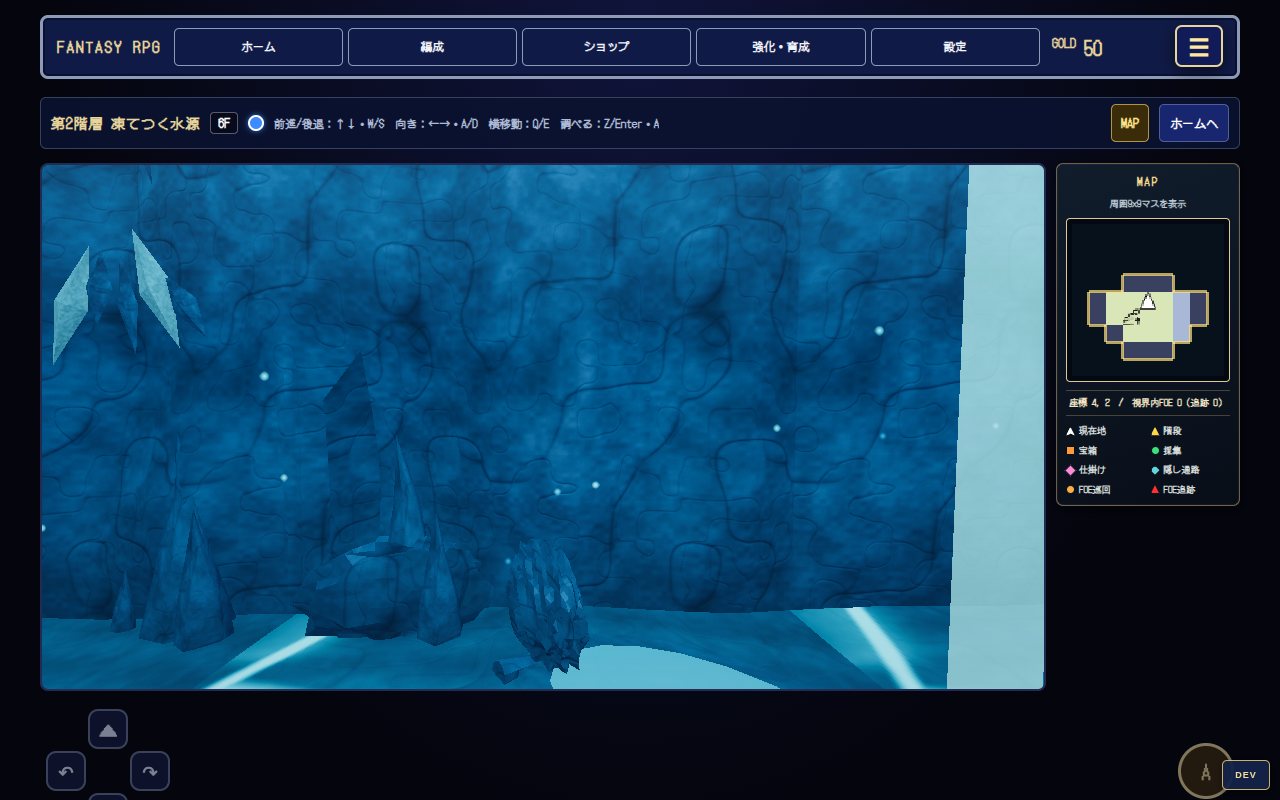 FANTASY RPG
ホーム
編成
ショップ
強化・育成
設定
GOLD 50
第2階層 凍てつく水源
6F
前進/後退：↑↓・W/S　向き：←→・A/D　横移動：Q/E　調べる：Z/Enter・A
MAP
ホームへ
MAP
周囲9x9マスを表示
座標 4, 2 / 視界内FOE 0（追跡 0）
現在地
階段
宝箱
採集
仕掛け
隠し通路
FOE巡回
FOE追跡
A
DEV